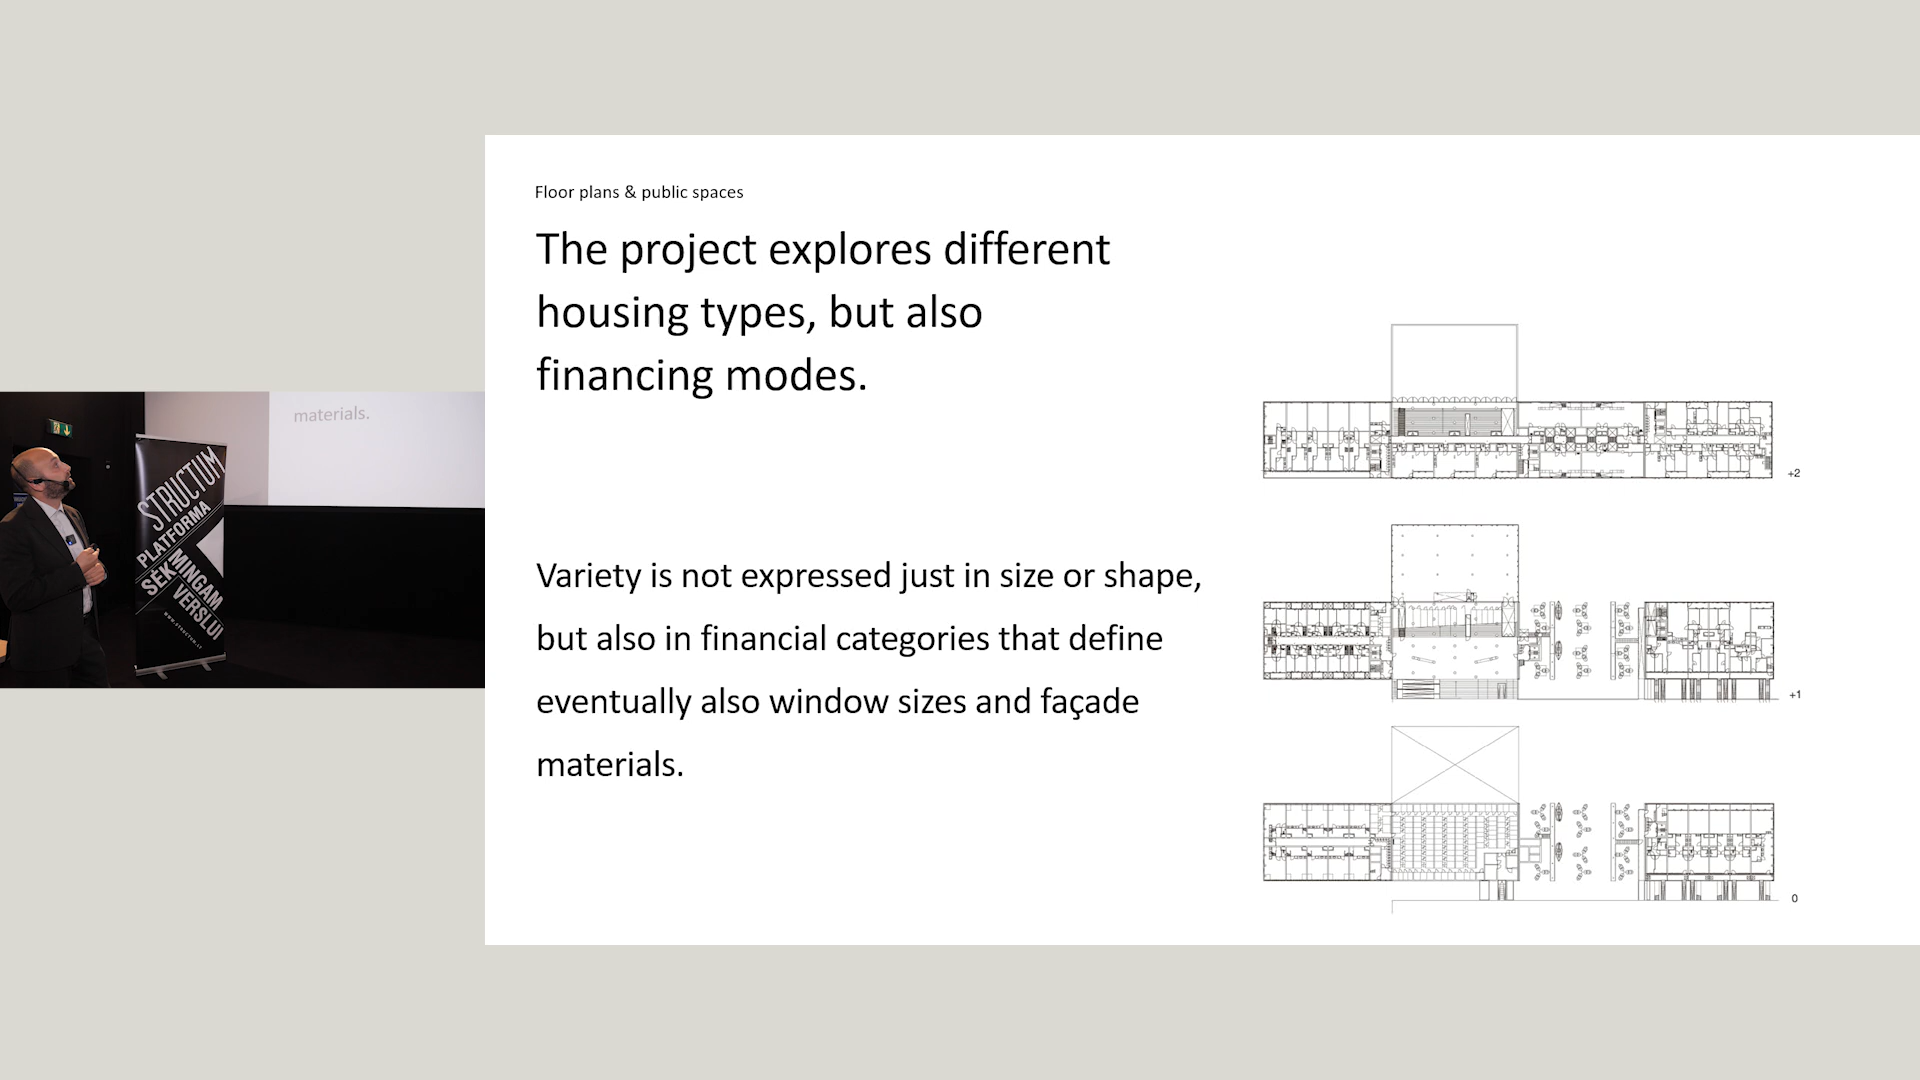 Floor plans & public spaces
The project explores different
housing types, but also
financing modes.
Variety is not expressed just in size or shape,
but also in financial categories that define
eventually also window sizes and façade
materials.
+2
+1
0
materials.
STRUCTUM
PLATFORMA
SĖKMINGAM
VERSLUI